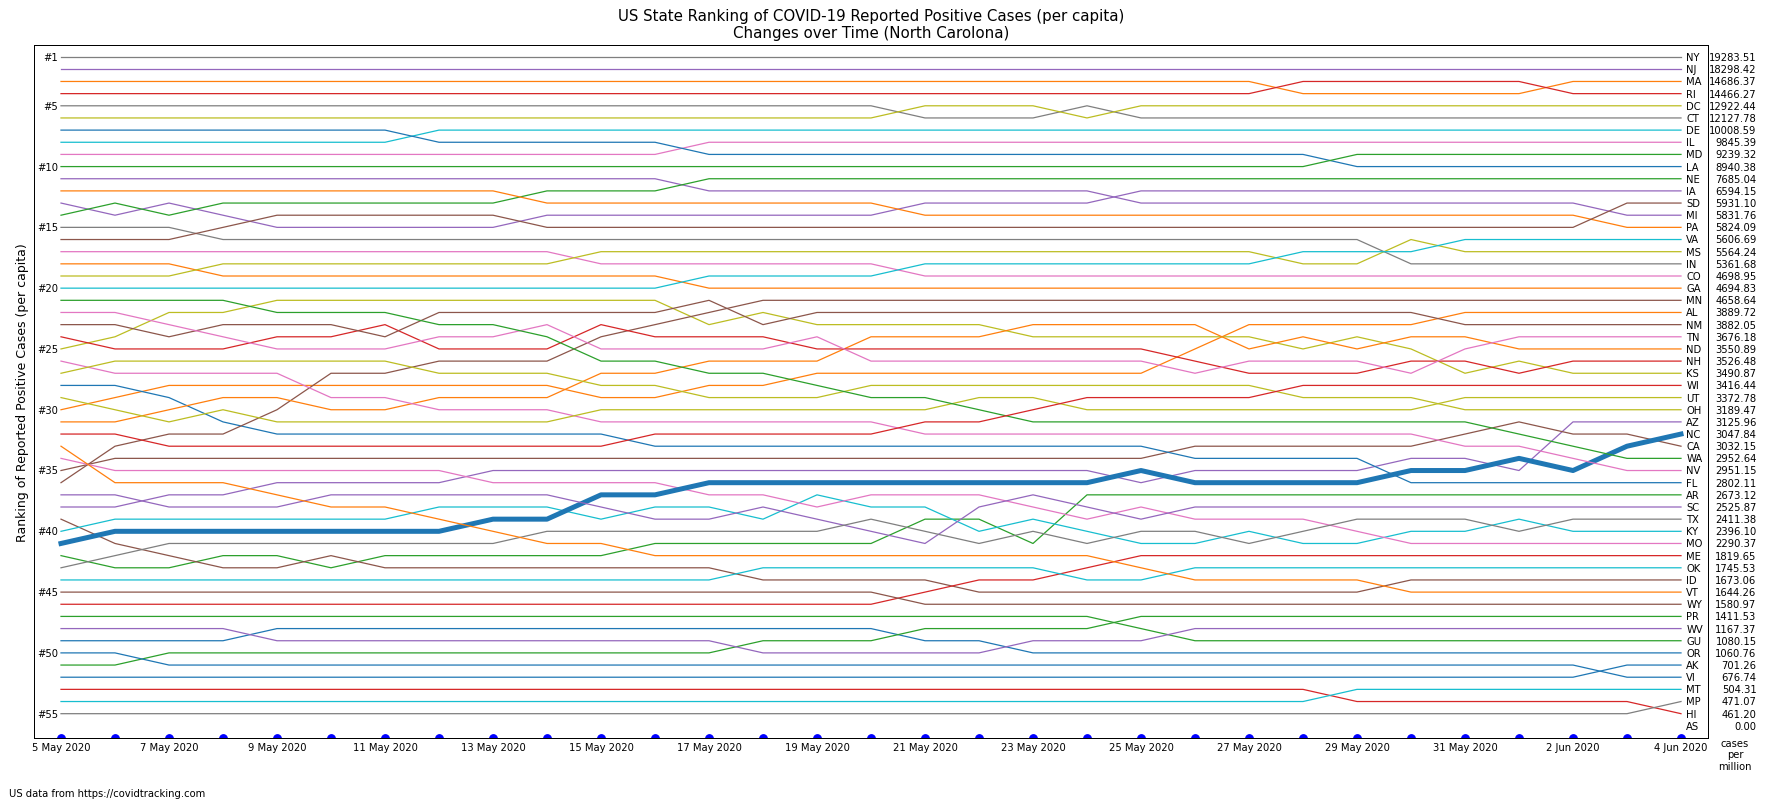 US State Ranking of COVID-19 Reported Positive Cases (per capita)
Changes over Time (North Carolona)
Ranking of Reported Positive Cases (per capita)
#1
#5
#10
#15
#20
#25
#30
#35
#40
#45
#50
#55
NY 19283.51
NJ 18298.42
MA 14686.37
RI 14466.27
DC 12922.44
CT 12127.78
DE 10008.59
IL 9845.39
MD 9239.32
LA 8940.38
NE 7685.04
IA 6594.15
SD 5931.10
MI 5831.76
PA 5824.09
VA 5606.69
MS 5564.24
IN 5361.68
CO 4698.95
GA 4694.83
MN 4658.64
AL 3889.72
NM 3882.05
TN 3676.18
ND 3550.89
NH 3526.48
KS 3490.87
WI 3416.44
UT 3372.78
OH 3189.47
AZ 3125.96
NC 3047.84
CA 3032.15
WA 2952.64
NV 2951.15
FL 2802.11
AR 2673.12
SC 2525.87
TX 2411.38
KY 2396.10
MO 2290.37
ME 1819.65
OK 1745.53
ID 1673.06
VT 1644.26
WY 1580.97
PR 1411.53
WV 1167.37
GU 1080.15
OR 1060.76
AK 701.26
VI 676.74
MT 504.31
MP 471.07
HI 461.20
AS 0.00
5 May 2020 7 May 2020 9 May 2020 11 May 2020 13 May 2020 15 May 2020 17 May 2020 19 May 2020 21 May 2020 23 May 2020 25 May 2020 27 May 2020 29 May 2020 31 May 2020 2 Jun 2020 4 Jun 2020
cases
per
million
US data from https://covidtracking.com